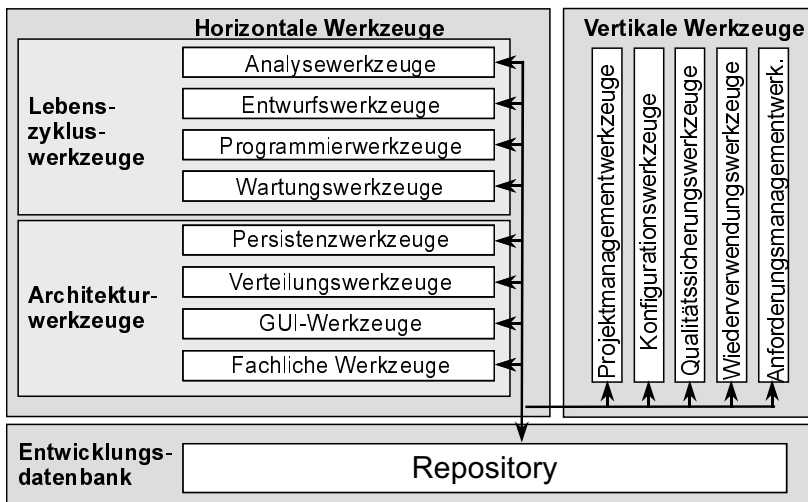 Horizontale Werkzeuge
Lebens-
zyklus-
werkzeuge
Analysewerkzeuge
Entwurfswerkzeuge
Programmierwerkzeuge
Wartungswerkzeuge
Architektur-
werkzeuge
Persistenzwerkzeuge
Verteilungswerkzeuge
GUI-Werkzeuge
Fachliche Werkzeuge
Vertikale Werkzeuge
Projektmanagementwerkzeuge
Konfigurationswerkzeuge
Qualitätssicherungswerkzeuge
Wiederverwendungswerkzeuge
Anforderungsmanagementwerk.
Entwicklungs-
datenbank
Repository